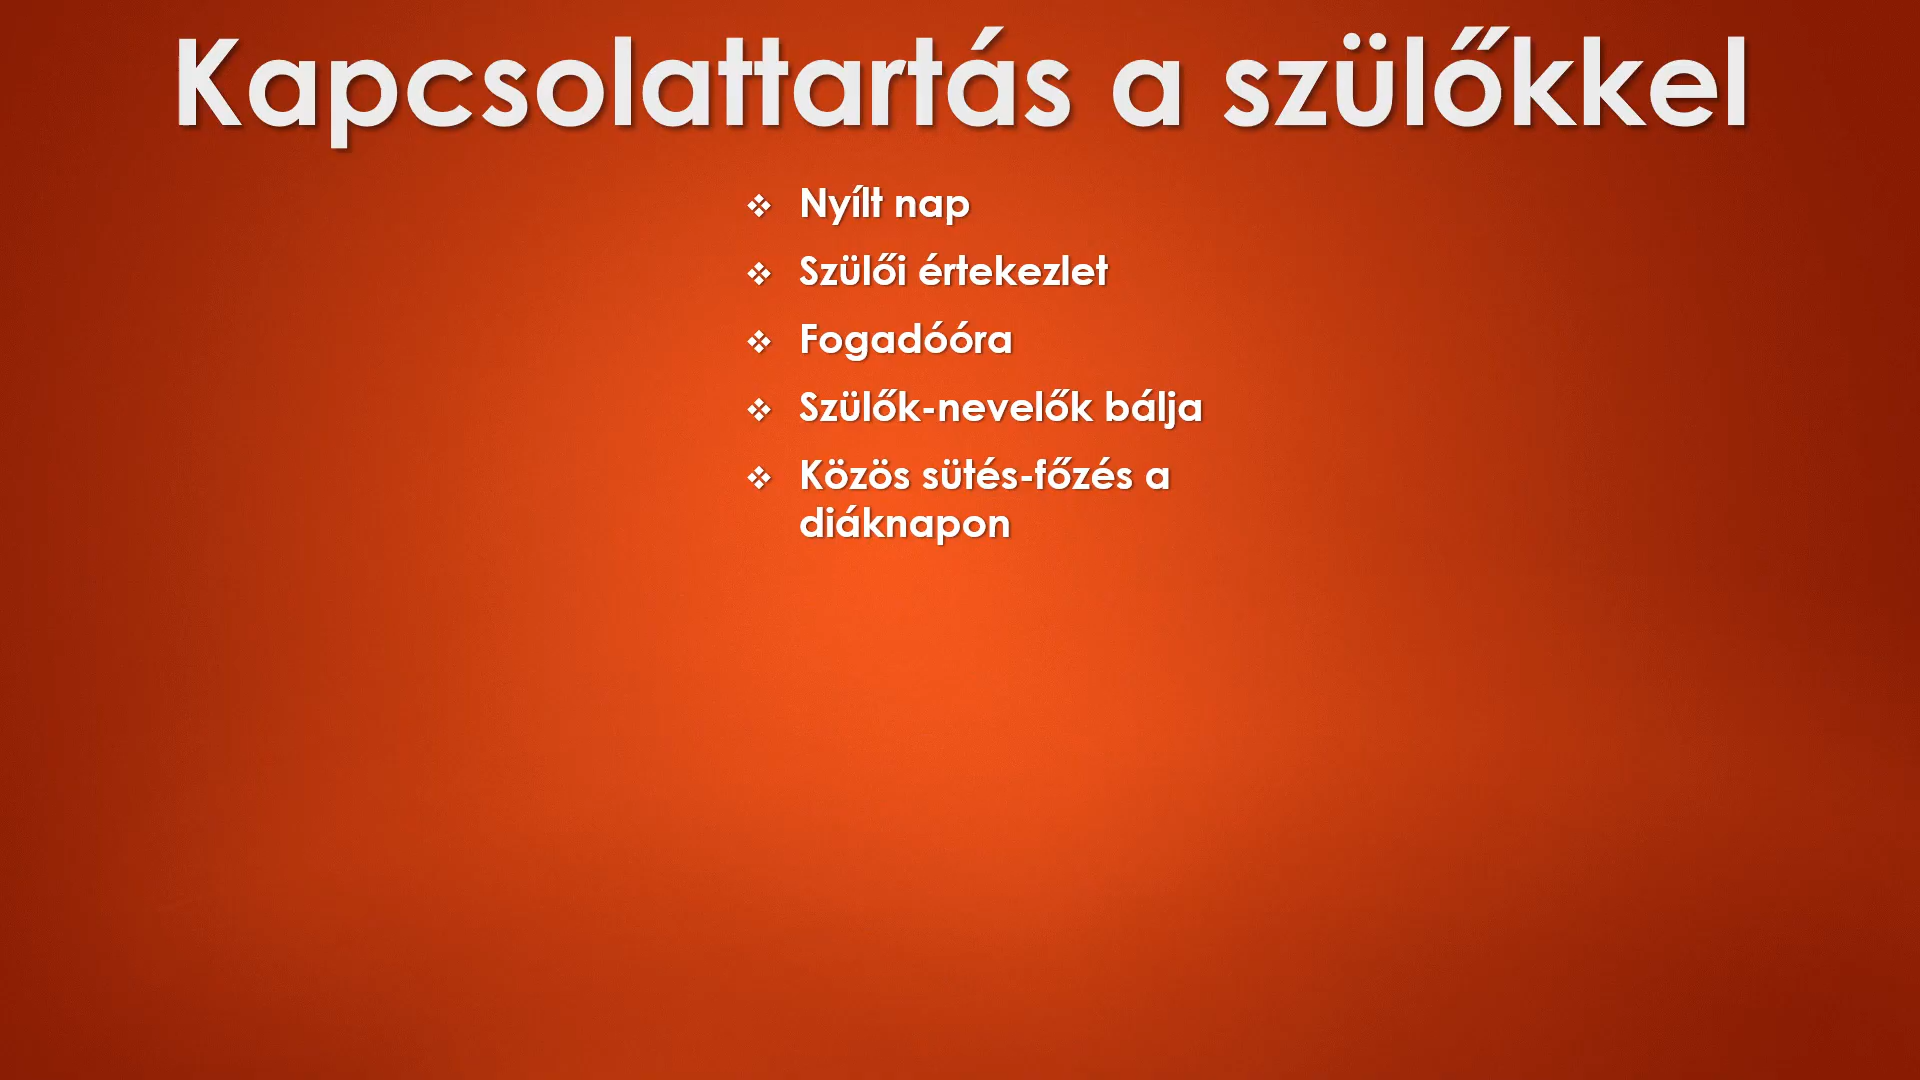 Kapcsolattartás a szülőkkel
❖ Nyílt nap
❖ Szülői értekezlet
❖ Fogadóóra
❖ Szülők-nevelők bálja
❖ Közös sütés-főzés a
diáknapon